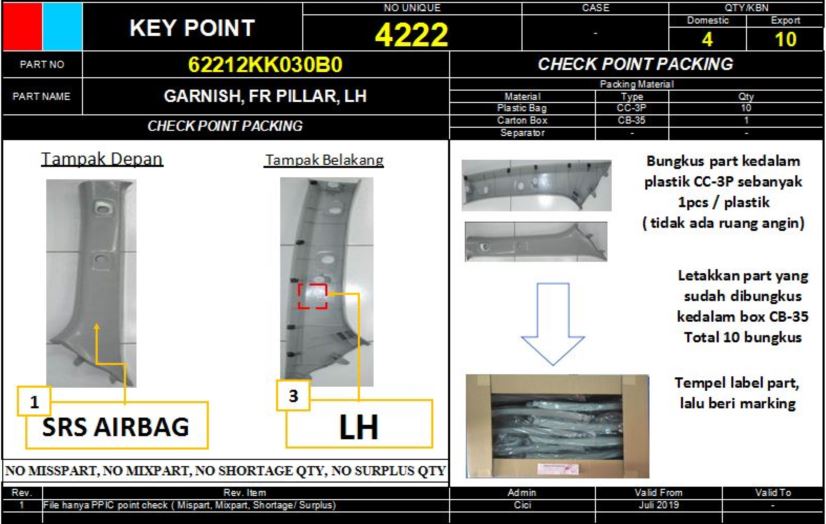 KEY POINT
NO UNIQUE
4222
CASE
-
QTY/KBN
Domestic
Export
4
10
PART NO
62212KK030B0
PART NAME
GARNISH, FR PILLAR, LH
CHECK POINT PACKING
CHECK POINT PACKING
Packing Material
Material Type Qty
Plastic Bag CC-3P 10
Carton Box CB-35 1
Separator - -
Tampak Depan
Tampak Belakang
1
SRS AIRBAG
3
LH
Bungkus part kedalam
plastik CC-3P sebanyak
1pcs / plastik
( tidak ada ruang angin)
Letakkan part yang
sudah dibungkus
kedalam box CB-35
Total 10 bungkus
Tempel label part,
lalu beri marking
NO MISSPART, NO MIXPART, NO SHORTAGE QTY, NO SURPLUS QTY
Rev. Rev. Item Admin Valid From Valid To
1 File hanya PPIC point check ( Mispart, Mixpart, Shortage/ Surplus) Cici Juli 2019 -